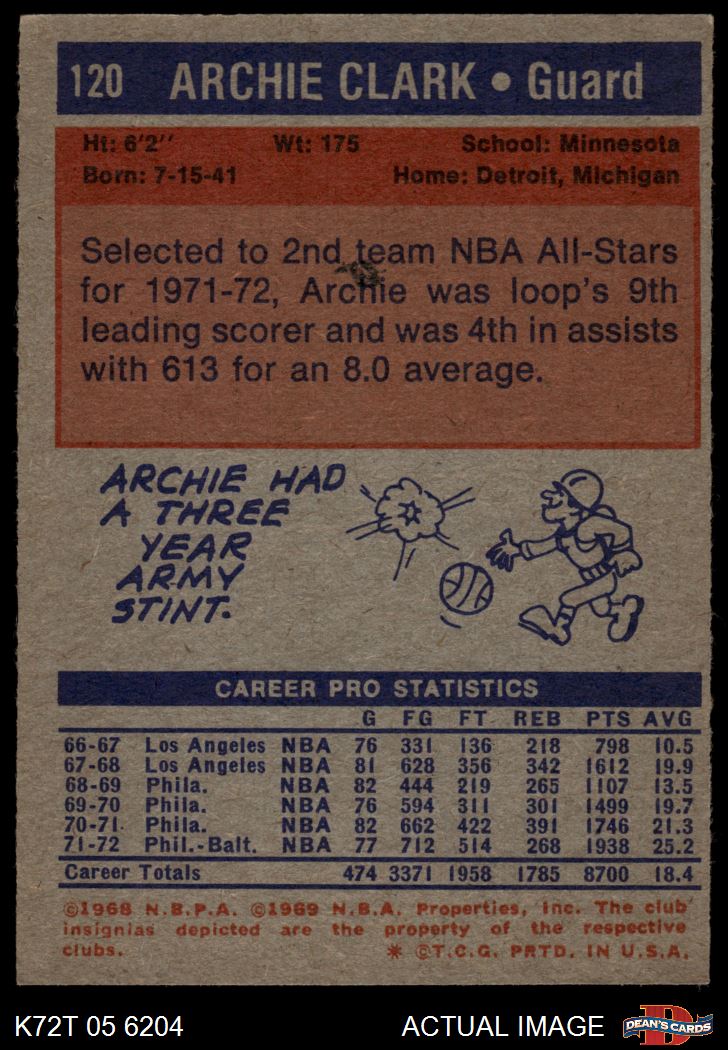 120 ARCHIE CLARK • Guard
Ht: 6'2" Wt: 175 School: Minnesota
Born: 7-15-41 Home: Detroit, Michigan
Selected to 2nd team NBA All-Stars
for 1971-72, Archie was loop's 9th
leading scorer and was 4th in assists
with 613 for an 8.0 average.
ARCHIE HAD
A THREE
YEAR
ARMY
STINT.
CAREER PRO STATISTICS
G FG FT REB PTS AVG
66-67 Los Angeles NBA 76 331 136 218 798 10.5
67-68 Los Angeles NBA 81 628 356 342 1612 19.9
68-69 Phila. NBA 82 444 219 265 1107 13.5
69-70 Phila. NBA 76 594 311 301 1499 19.7
70-71 Phila. NBA 82 662 422 391 1746 21.3
71-72 Phil.-Balt. NBA 77 712 514 268 1938 25.2
Career Totals 474 3371 1958 1785 8700 18.4
©1968 N.B.P.A. ©1969 N.B.A. Properties, Inc. The club
insignias depicted are the property of the respective
clubs. * ©T.C.G. PRTD. IN U.S.A.
K72T 05 6204 ACTUAL IMAGE D DEAN'S CARDS